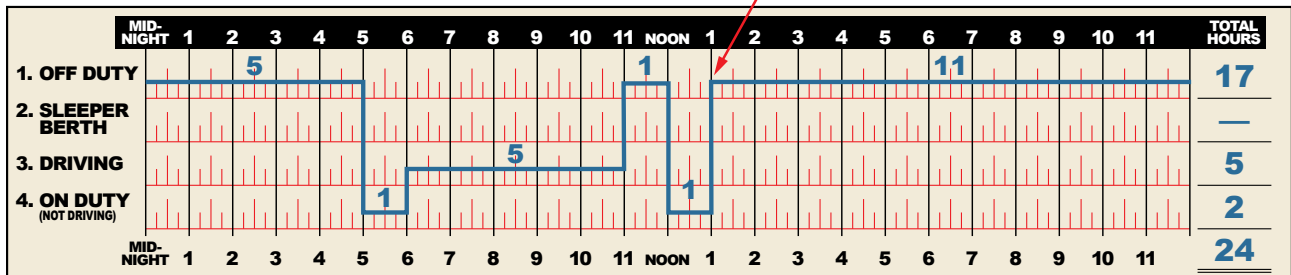 MID-NIGHT 1 2 3 4 5 6 7 8 9 10 11 NOON 1 2 3 4 5 6 7 8 9 10 11 TOTAL HOURS
1. OFF DUTY 5 1 11 17
2. SLEEPER BERTH —
3. DRIVING 5 5
4. ON DUTY 1 1 2
(NOT DRIVING)
MID-NIGHT 1 2 3 4 5 6 7 8 9 10 11 NOON 1 2 3 4 5 6 7 8 9 10 11 24